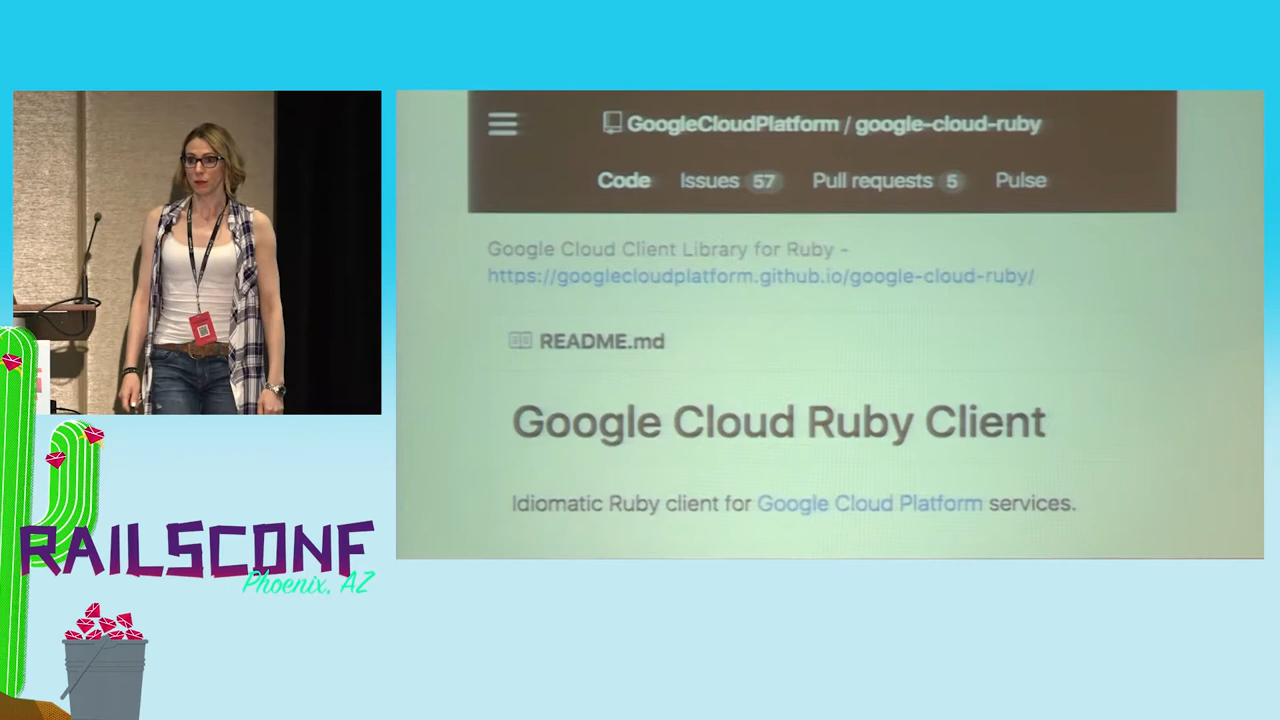 GoogleCloudPlatform / google-cloud-ruby
Code Issues 57 Pull requests 5 Pulse
Google Cloud Client Library for Ruby -
https://googlecloudplatform.github.io/google-cloud-ruby/
README.md
Google Cloud Ruby Client
Idiomatic Ruby client for Google Cloud Platform services.
RAILSCONF
Phoenix, AZ